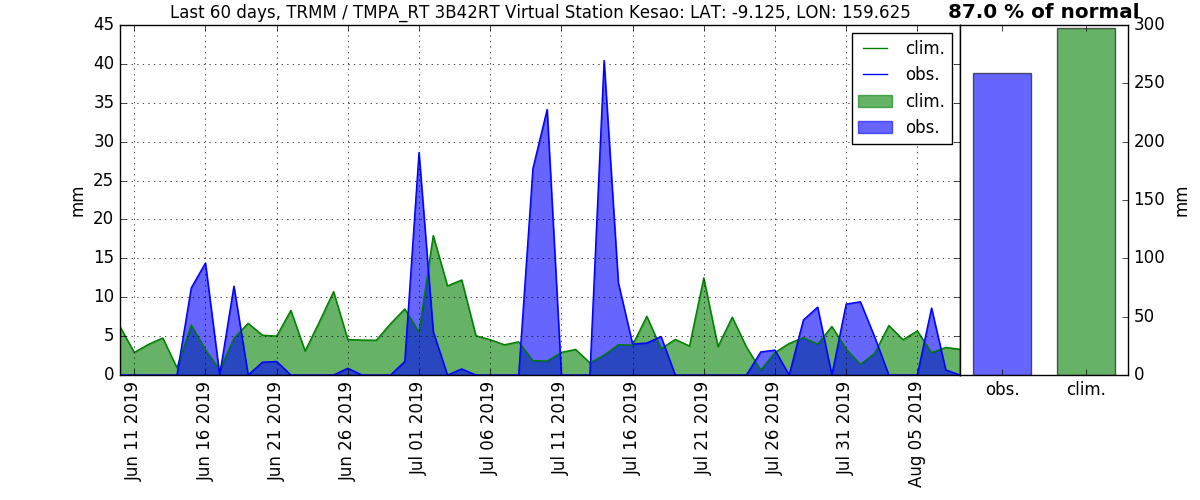 Last 60 days, TRMM / TMPA_RT 3B42RT Virtual Station Kesao: LAT: -9.125, LON: 159.625
87.0 % of normal
45
40
35
30
25
20
15
10
5
0
mm
clim.
obs.
clim.
obs.
Jun 11 2019
Jun 16 2019
Jun 21 2019
Jun 26 2019
Jul 01 2019
Jul 06 2019
Jul 11 2019
Jul 16 2019
Jul 21 2019
Jul 26 2019
Jul 31 2019
Aug 05 2019
300
250
200
150
100
50
0
mm
obs.
clim.